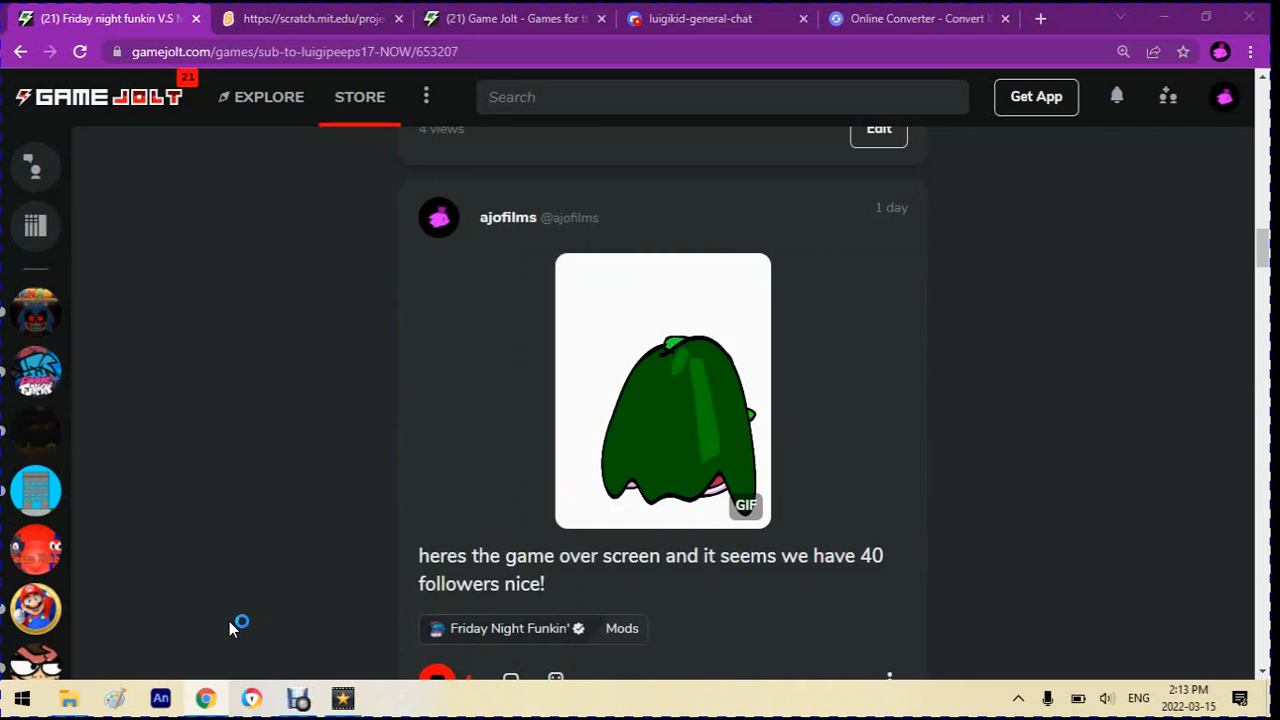 (21) Friday night funkin V.S M
https://scratch.mit.edu/proje
(21) Game Jolt - Games for th
luigikid-general-chat
Online Converter - Convert I
gamejolt.com/games/sub-to-luigipeeps17-NOW/653207
21
GAME JOLT
EXPLORE
STORE
Search
Get App
4 views
Edit
ajofilms @ajofilms
1 day
GIF
heres the game over screen and it seems we have 40
followers nice!
Friday Night Funkin'
Mods
An
ENG
2:13 PM
2022-03-15